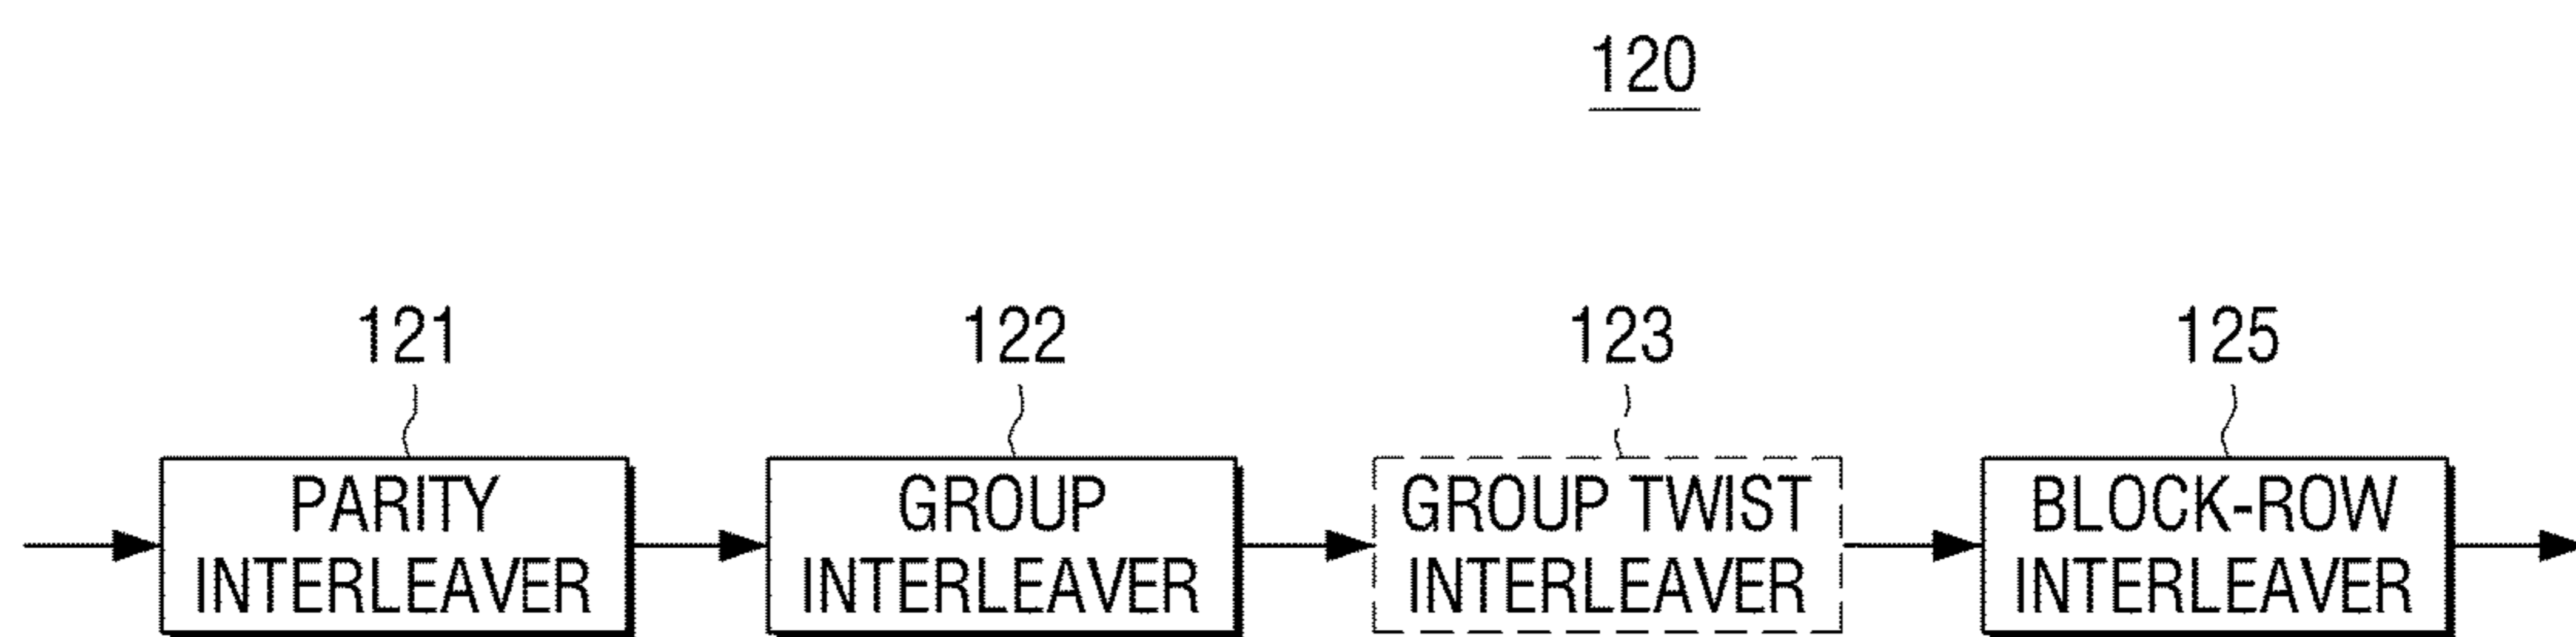 120
121
122
123
125
PARITY
INTERLEAVER
GROUP
INTERLEAVER
GROUP TWIST
INTERLEAVER
BLOCK-ROW
INTERLEAVER